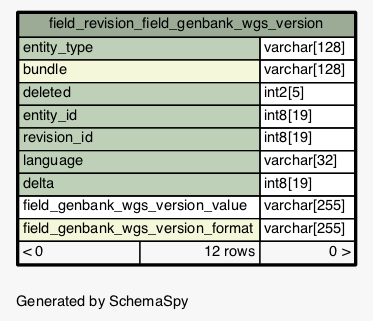 field_revision_field_genbank_wgs_version
entity_type varchar[128]
bundle varchar[128]
deleted int2[5]
entity_id int8[19]
revision_id int8[19]
language varchar[32]
delta int8[19]
field_genbank_wgs_version_value varchar[255]
field_genbank_wgs_version_format varchar[255]
< 0 12 rows 0 >
Generated by SchemaSpy